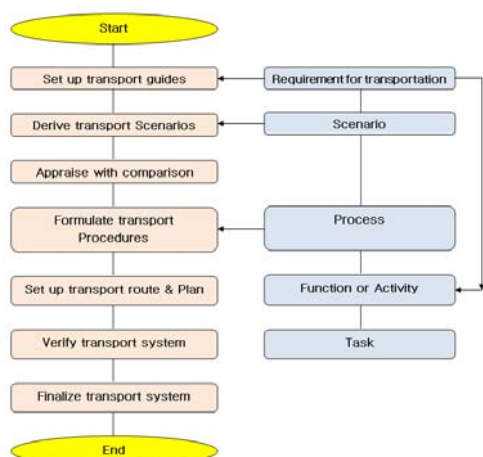 Start
Set up transport guides
Requirement for transportation
Derive transport Scenarios
Scenario
Appraise with comparison
Formulate transport
Procedures
Process
Set up transport route & Plan
Function or Activity
Verify transport system
Task
Finalize transport system
End